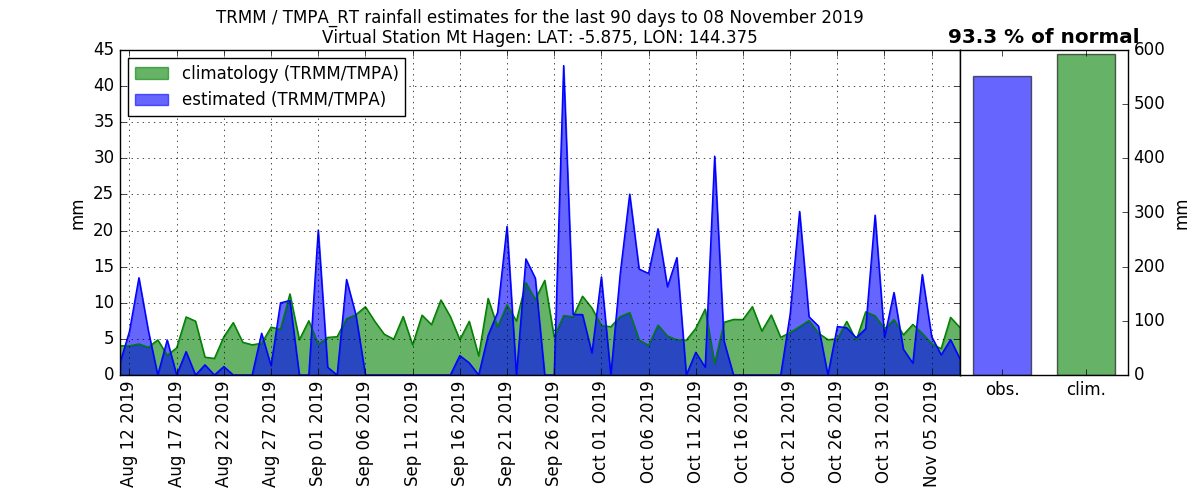 TRMM / TMPA_RT rainfall estimates for the last 90 days to 08 November 2019
Virtual Station Mt Hagen: LAT: -5.875, LON: 144.375
93.3 % of normal
climatology (TRMM/TMPA)
estimated (TRMM/TMPA)
mm
45
40
35
30
25
20
15
10
5
0
Aug 12 2019
Aug 17 2019
Aug 22 2019
Aug 27 2019
Sep 01 2019
Sep 06 2019
Sep 11 2019
Sep 16 2019
Sep 21 2019
Sep 26 2019
Oct 01 2019
Oct 06 2019
Oct 11 2019
Oct 16 2019
Oct 21 2019
Oct 26 2019
Oct 31 2019
Nov 05 2019
obs.
clim.
600
500
400
300
200
100
0
mm